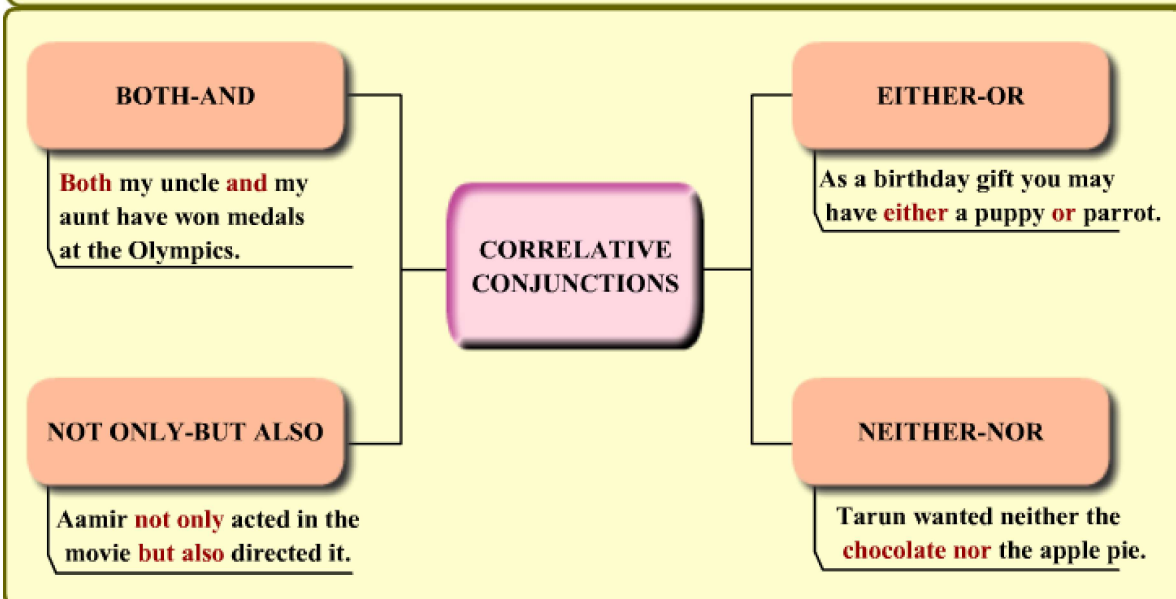 BOTH-AND
Both my uncle and my
aunt have won medals
at the Olympics.
EITHER-OR
As a birthday gift you may
have either a puppy or parrot.
CORRELATIVE
CONJUNCTIONS
NOT ONLY-BUT ALSO
Aamir not only acted in the
movie but also directed it.
NEITHER-NOR
Tarun wanted neither the
chocolate nor the apple pie.